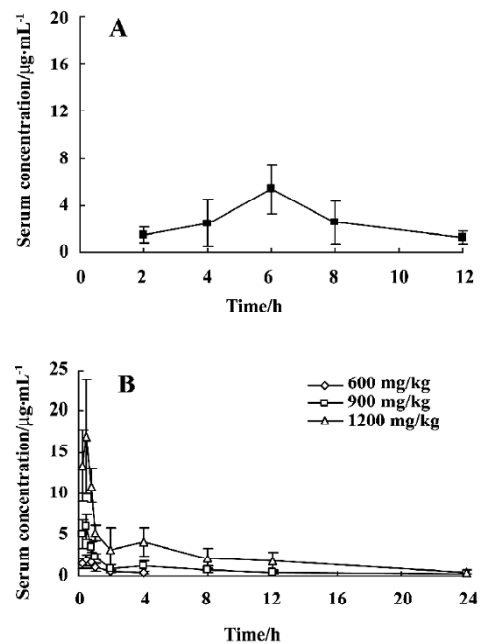 A
Serum concentration/μg·mL⁻¹
20
16
12
8
4
0
0 2 4 6 8 10 12
Time/h
B
Serum concentration/μg·mL⁻¹
25
20
15
10
5
0
600 mg/kg
900 mg/kg
1200 mg/kg
0 4 8 12 16 20 24
Time/h